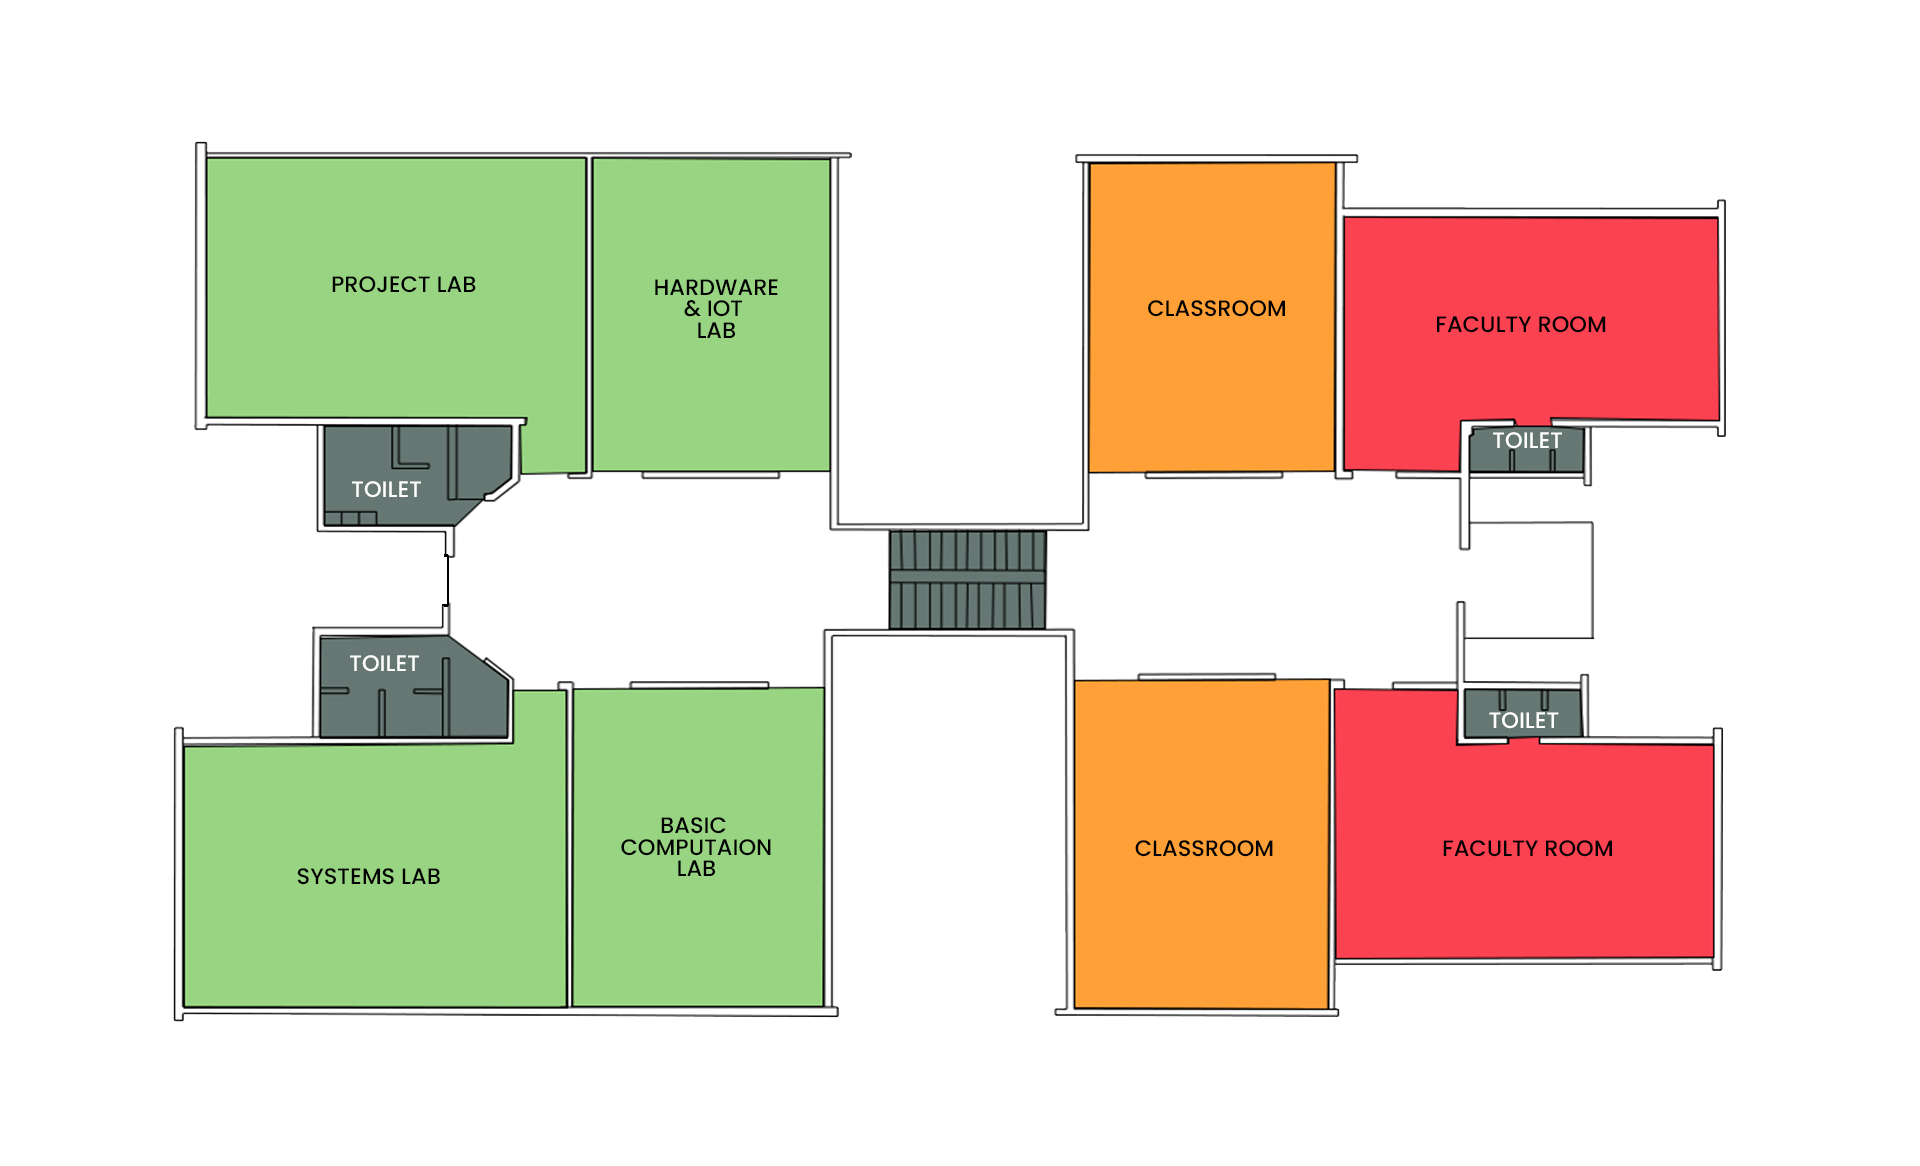 PROJECT LAB
HARDWARE
& IOT
LAB
CLASSROOM
FACULTY ROOM
TOILET
TOILET
TOILET
TOILET
SYSTEMS LAB
BASIC
COMPUTAION
LAB
CLASSROOM
FACULTY ROOM